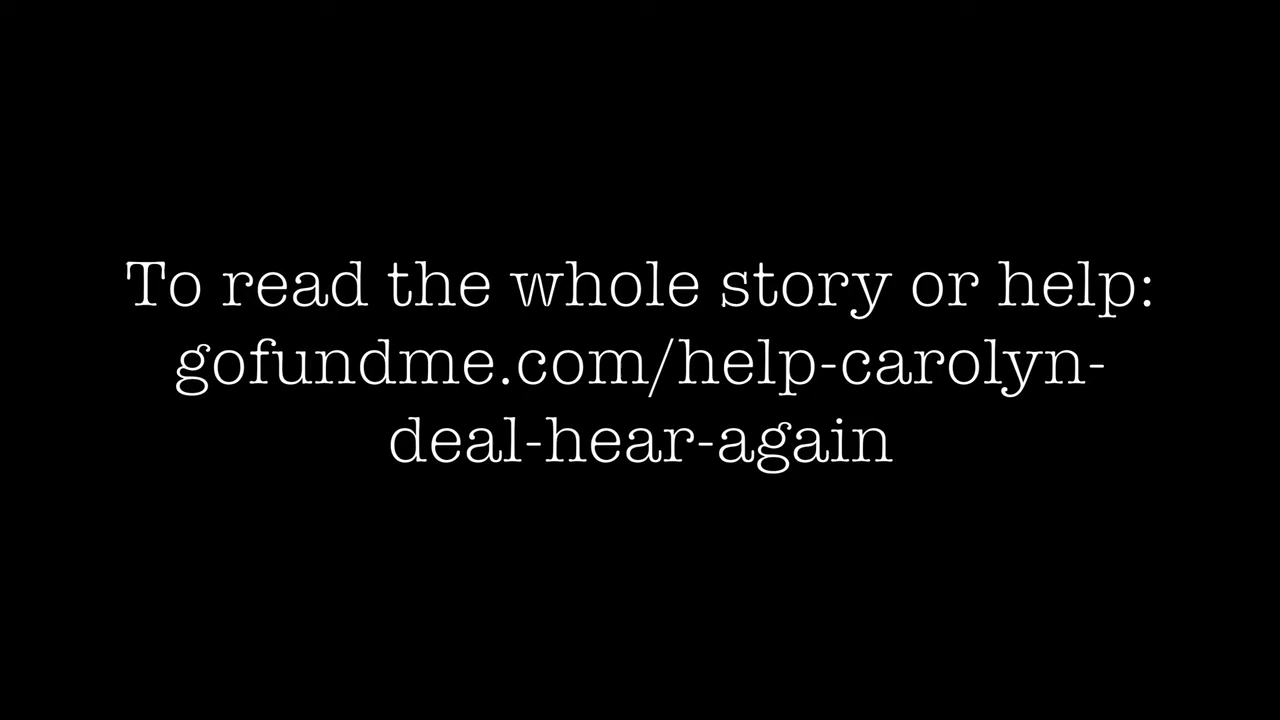 To read the whole story or help:
gofundme.com/help-carolyn-
deal-hear-again